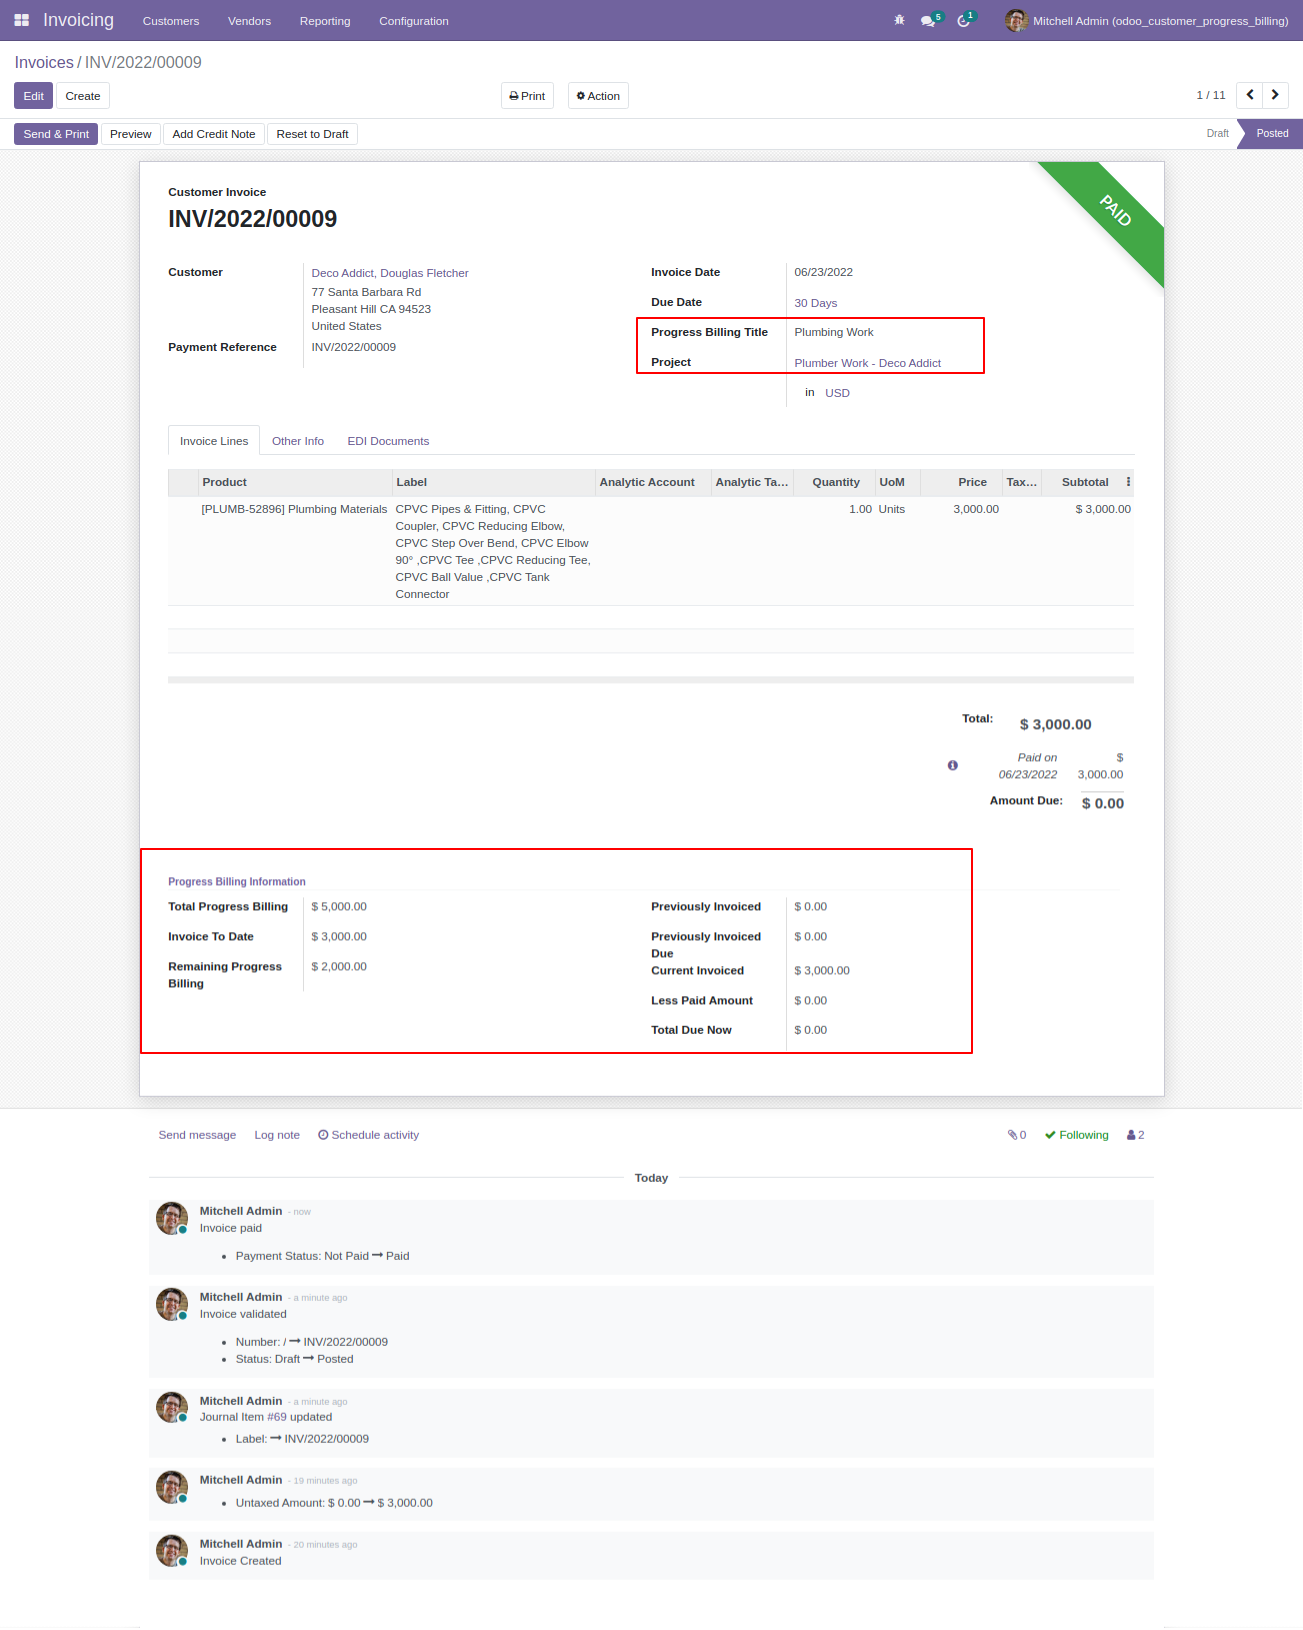 Invoicing Customers Vendors Reporting Configuration 5 1 Mitchell Admin (odoo_customer_progress_billing)
Invoices / INV/2022/00009
Edit Create Print Action 1 / 11
Send & Print Preview Add Credit Note Reset to Draft Draft Posted
PAID
Customer Invoice
INV/2022/00009
Customer Deco Addict, Douglas Fletcher
77 Santa Barbara Rd
Pleasant Hill CA 94523
United States
Payment Reference INV/2022/00009
Invoice Date 06/23/2022
Due Date 30 Days
Progress Billing Title Plumbing Work
Project Plumber Work - Deco Addict
in USD
Invoice Lines Other Info EDI Documents
Product Label Analytic Account Analytic Ta... Quantity UoM Price Tax... Subtotal
[PLUMB-52896] Plumbing Materials CPVC Pipes & Fitting, CPVC 1.00 Units 3,000.00 $ 3,000.00
Coupler, CPVC Reducing Elbow,
CPVC Step Over Bend, CPVC Elbow
90° ,CPVC Tee ,CPVC Reducing Tee,
CPVC Ball Value ,CPVC Tank
Connector
Total: $ 3,000.00
Paid on $
06/23/2022 3,000.00
Amount Due: $ 0.00
Progress Billing Information
Total Progress Billing $ 5,000.00
Invoice To Date $ 3,000.00
Remaining Progress $ 2,000.00
Billing
Previously Invoiced $ 0.00
Previously Invoiced $ 0.00
Due
Current Invoiced $ 3,000.00
Less Paid Amount $ 0.00
Total Due Now $ 0.00
Send message Log note Schedule activity 0 Following 2
Today
Mitchell Admin - now
Invoice paid
Payment Status: Not Paid → Paid
Mitchell Admin - a minute ago
Invoice validated
Number: / → INV/2022/00009
Status: Draft → Posted
Mitchell Admin - a minute ago
Journal Item #69 updated
Label: → INV/2022/00009
Mitchell Admin - 19 minutes ago
Untaxed Amount: $ 0.00 → $ 3,000.00
Mitchell Admin - 20 minutes ago
Invoice Created